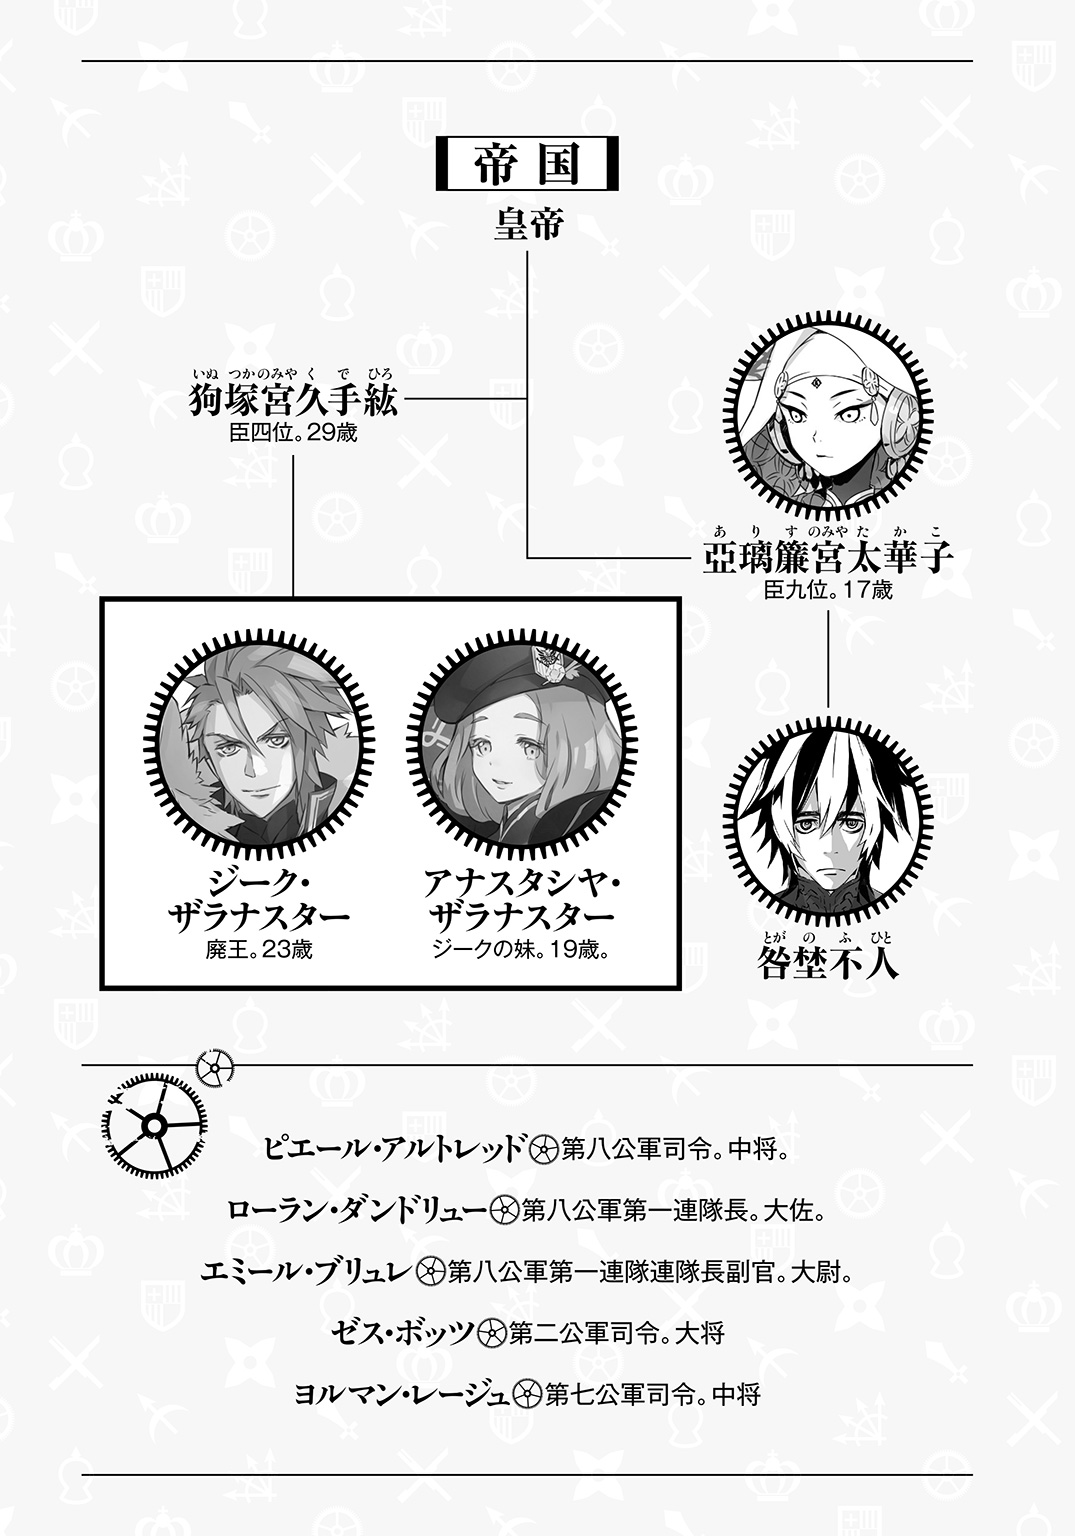 帝国
皇帝
いぬつかのみやくでひろ
狗塚宮久手紘
臣四位。29歳
ありすのみやたかこ
亞璃簾宮太華子
臣九位。17歳
ジーク・
ザラナスター
廃王。23歳
アナスタシヤ・
ザラナスター
ジークの妹。19歳。
とがのふひと
咎埜不人
ピエール・アルトレッド 第八公軍司令。中将。
ローラン・ダンドリュー 第八公軍第一連隊長。大佐。
エミール・ブリュレ 第八公軍第一連隊連隊長副官。大尉。
ゼス・ボッツ 第二公軍司令。大将
ヨルマン・レージュ 第七公軍司令。中将